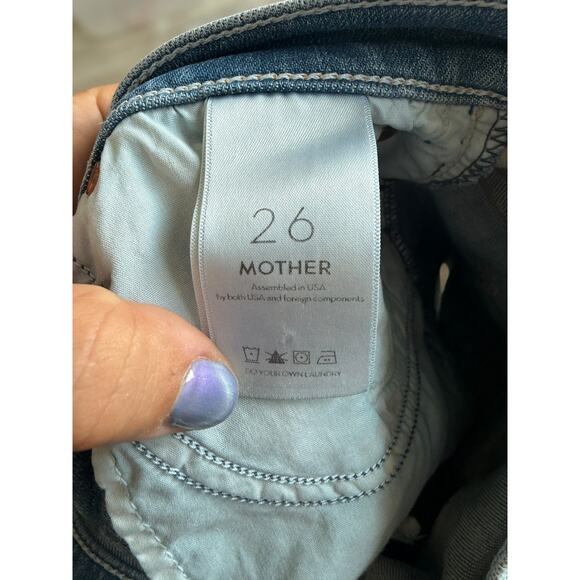 26
MOTHER
Assembled in USA
by both USA and foreign components
DO YOUR OWN LAUNDRY